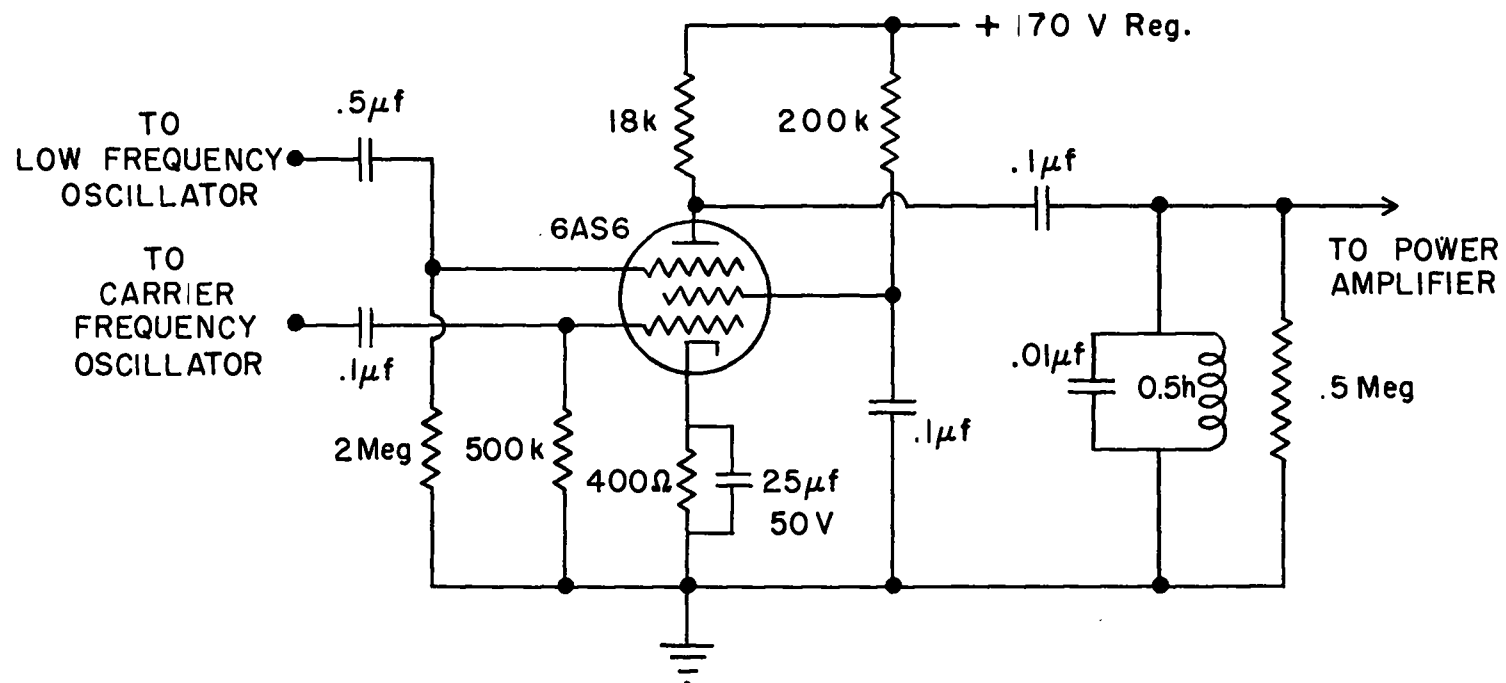 + 170 V Reg.
.5μf
18k
200k
TO
LOW FREQUENCY
OSCILLATOR
.1μf
6AS6
TO POWER
AMPLIFIER
TO
CARRIER
FREQUENCY
OSCILLATOR
.1μf
.01μf
0.5h
.5 Meg
.1μf
2 Meg
500k
400Ω
25μf
50V